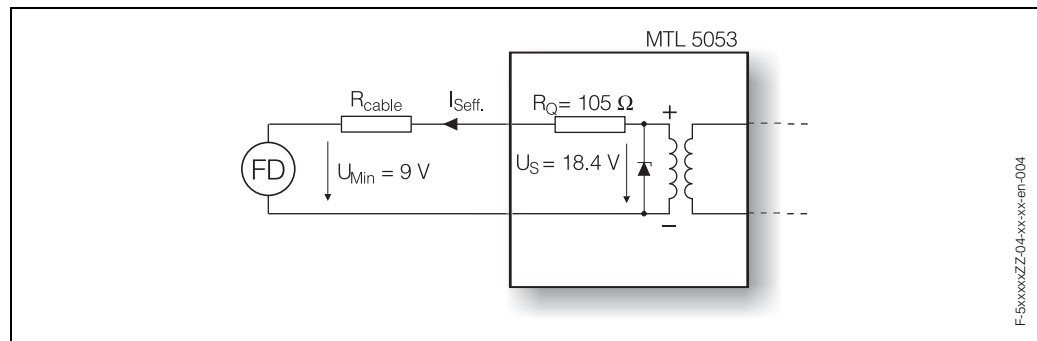 MTL 5053
R_cable
I_Seff.
R_Q= 105 Ω
+
FD
U_Min = 9 V
U_S = 18.4 V
–
F-5xxxxxZZ-04-xx-xx-en-004